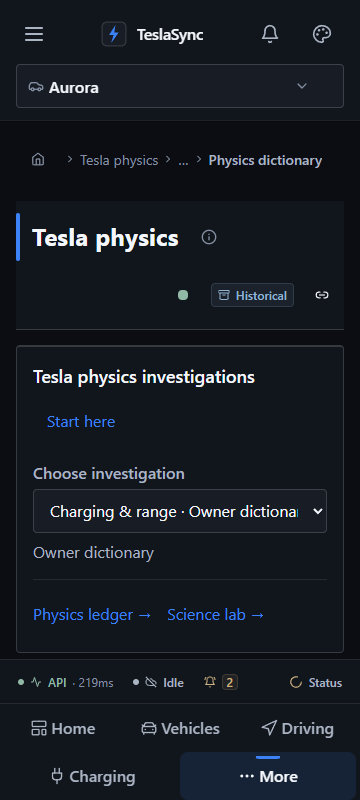 TeslaSync
Aurora
Tesla physics ... Physics dictionary
Tesla physics
Historical
Tesla physics investigations
Start here
Choose investigation
Charging & range · Owner dictionar
Owner dictionary
Physics ledger → Science lab →
API · 219ms Idle 2 Status
Home Vehicles Driving
Charging ··· More